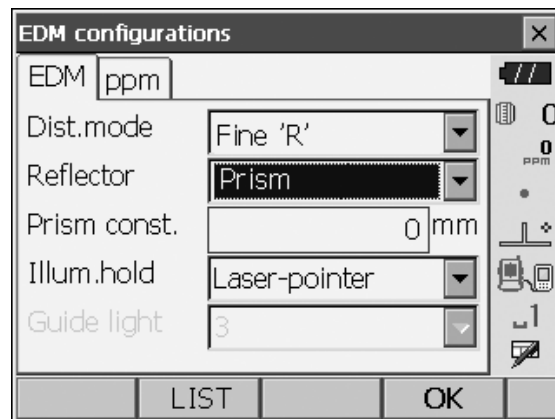 EDM configurations
EDM ppm
Dist.mode Fine 'R'
Reflector Prism
Prism const. 0 mm
Illum.hold Laser-pointer
Guide light 3
0
0
PPM
1
LIST OK